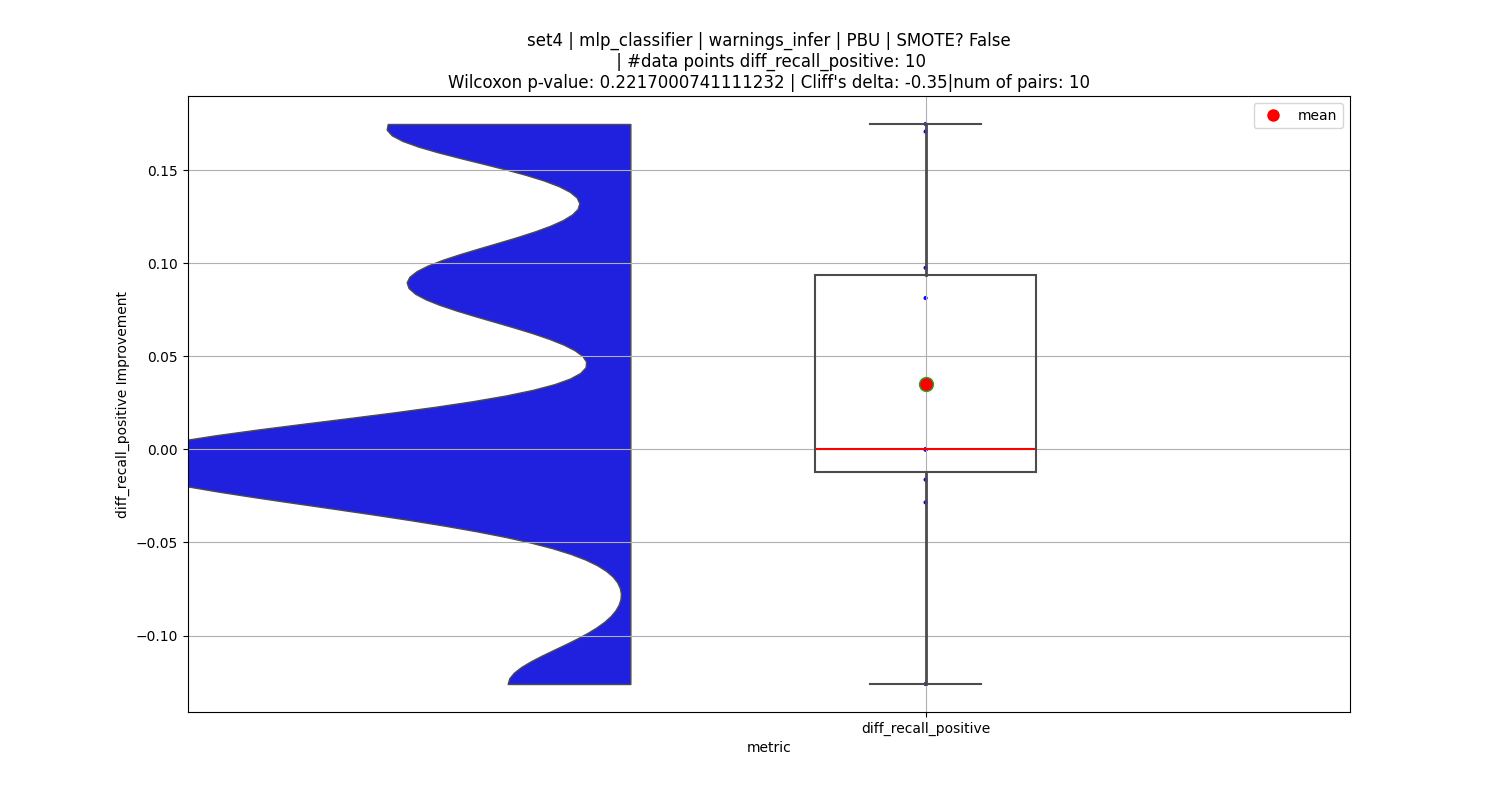 set4 | mlp_classifier | warnings_infer | PBU | SMOTE? False
| #data points diff_recall_positive: 10
Wilcoxon p-value: 0.2217000741111232 | Cliff's delta: -0.35|num of pairs: 10
mean
0.15
0.10
0.05
0.00
−0.05
−0.10
diff_recall_positive Improvement
diff_recall_positive
metric